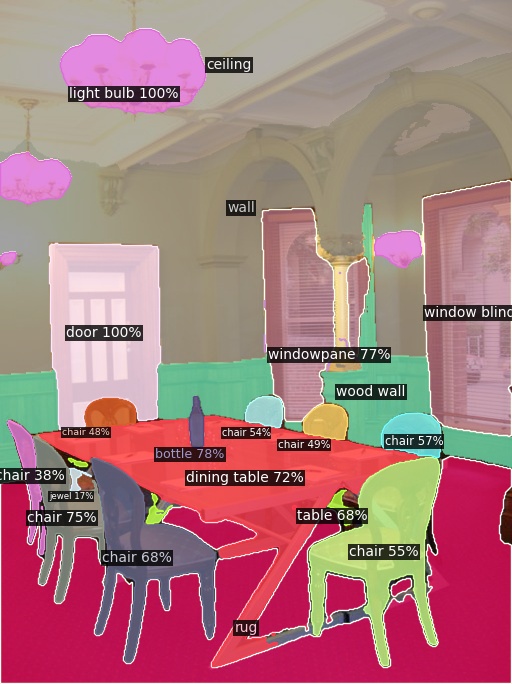 ceiling
light bulb 100%
wall
window blind
door 100%
windowpane 77%
wood wall
chair 48%
chair 54%
chair 49%
chair 57%
bottle 78%
chair 38%
dining table 72%
jewel 17%
chair 75%
table 68%
chair 68%
chair 55%
rug